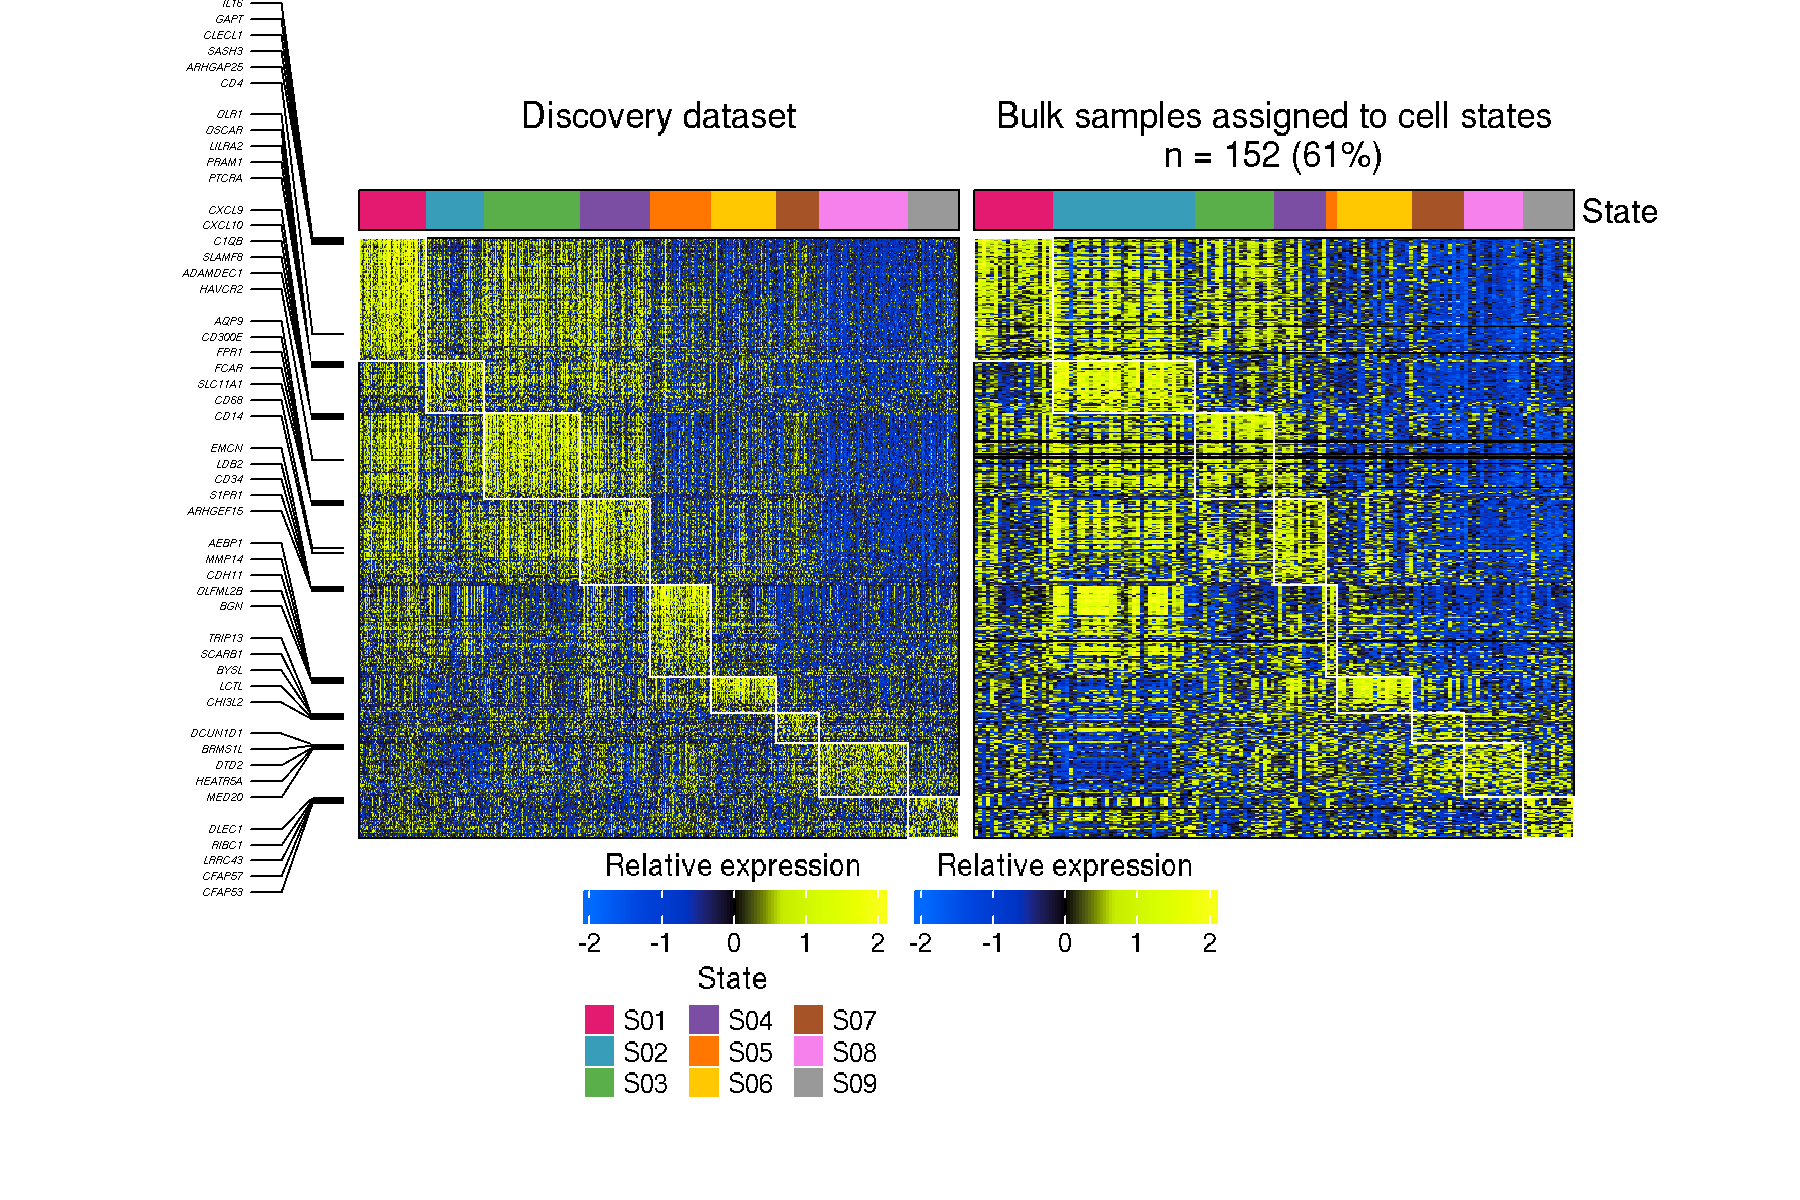 IL16
GAPT
CLECL1
SASH3
ARHGAP25
CD4
OLR1
OSCAR
LILRA2
PRAM1
PTCRA
CXCL9
CXCL10
C1QB
SLAMF8
ADAMDEC1
HAVCR2
AQP9
CD300E
FPR1
FCAR
SLC11A1
CD68
CD14
EMCN
LDB2
CD34
S1PR1
ARHGEF15
AEBP1
MMP14
CDH11
OLFML2B
BGN
TRIP13
SCARB1
BYSL
LCTL
CHI3L2
DCUN1D1
BRMS1L
DTD2
HEATR5A
MED20
DLEC1
RIBC1
LRRC43
CFAP57
CFAP53
Discovery dataset
Bulk samples assigned to cell states
n = 152 (61%)
State
Relative expression
-2 -1 0 1 2
Relative expression
-2 -1 0 1 2
State
S01 S04 S07
S02 S05 S08
S03 S06 S09